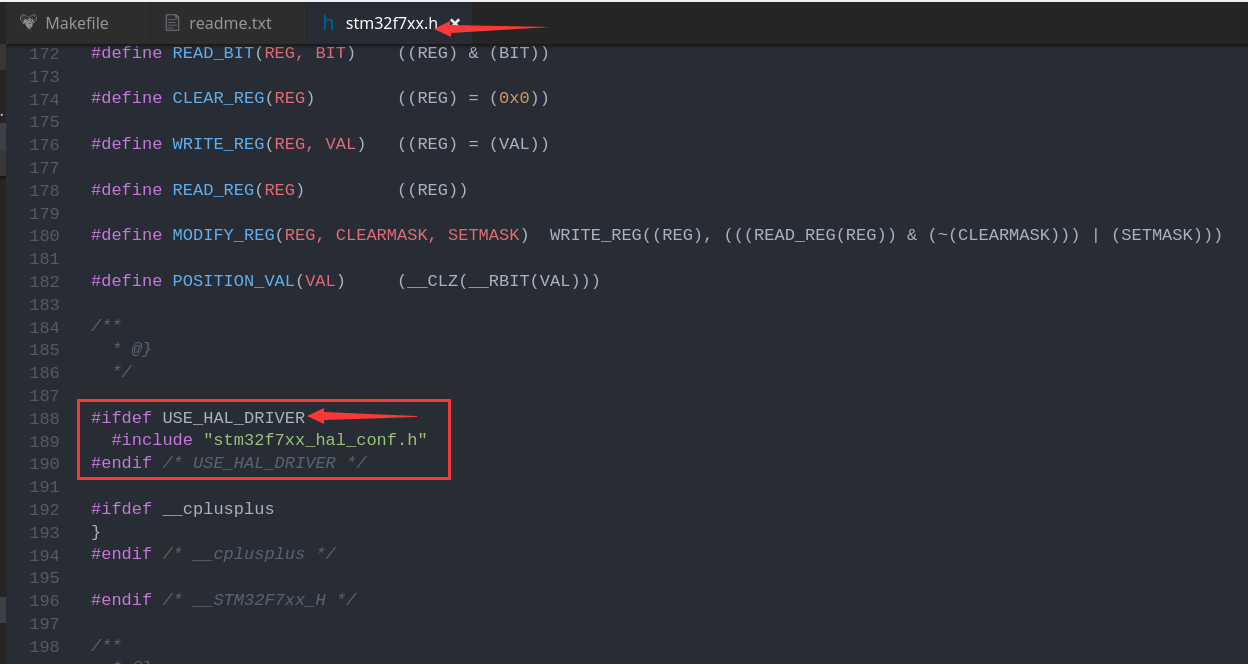 Makefile readme.txt h stm32f7xx.h ×
172 #define READ_BIT(REG, BIT) ((REG) & (BIT))
173
174 #define CLEAR_REG(REG) ((REG) = (0x0))
175
176 #define WRITE_REG(REG, VAL) ((REG) = (VAL))
177
178 #define READ_REG(REG) ((REG))
179
180 #define MODIFY_REG(REG, CLEARMASK, SETMASK) WRITE_REG((REG), (((READ_REG(REG)) & (~(CLEARMASK))) | (SETMASK)))
181
182 #define POSITION_VAL(VAL) (__CLZ(__RBIT(VAL)))
183
184 /**
185 * @}
186 */
187
188 #ifdef USE_HAL_DRIVER
189 #include "stm32f7xx_hal_conf.h"
190 #endif /* USE_HAL_DRIVER */
191
192 #ifdef __cplusplus
193 }
194 #endif /* __cplusplus */
195
196 #endif /* __STM32F7xx_H */
197
198 /**